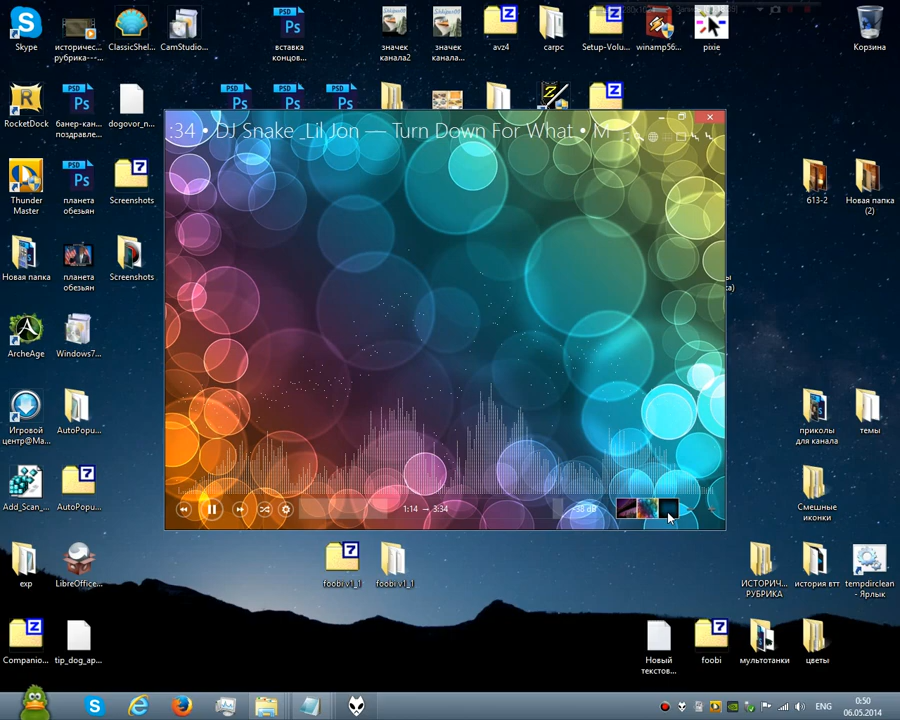 Skype
историчес...
рубрика---...
ClassicShel...
CamStudio...
вставка
концов...
значек
канала2
значек
канала...
avz4
carpc
Setup-Volu...
winamp56...
pixie
Корзина
RocketDock
банер-кан...
поздравле...
dogovor_n...
:34 • DJ Snake _Lil Jon — Turn Down For What • M
Thunder
Master
планета
обезьян
Screenshots
613-2
Новая папка
(2)
Новая папка
планета
обезьян
Screenshots
ArcheAge
Windows7...
Игровой
центр@Ma...
AutoPopu...
приколы
для канала
темы
Add_Scan_...
AutoPopu...
Смешные
иконки
1:14 — 3:34
-38 dB
exp
LibreOffice...
foobi.v1_1
foobi.v1_1
ИСТОРИЧ...
РУБРИКА
история втт
tempdirclean
- Ярлык
Companio...
tip_dog_ap...
Новый
текстов...
foobi
мультотанки
цветы
ENG
0:50
06.05.2014